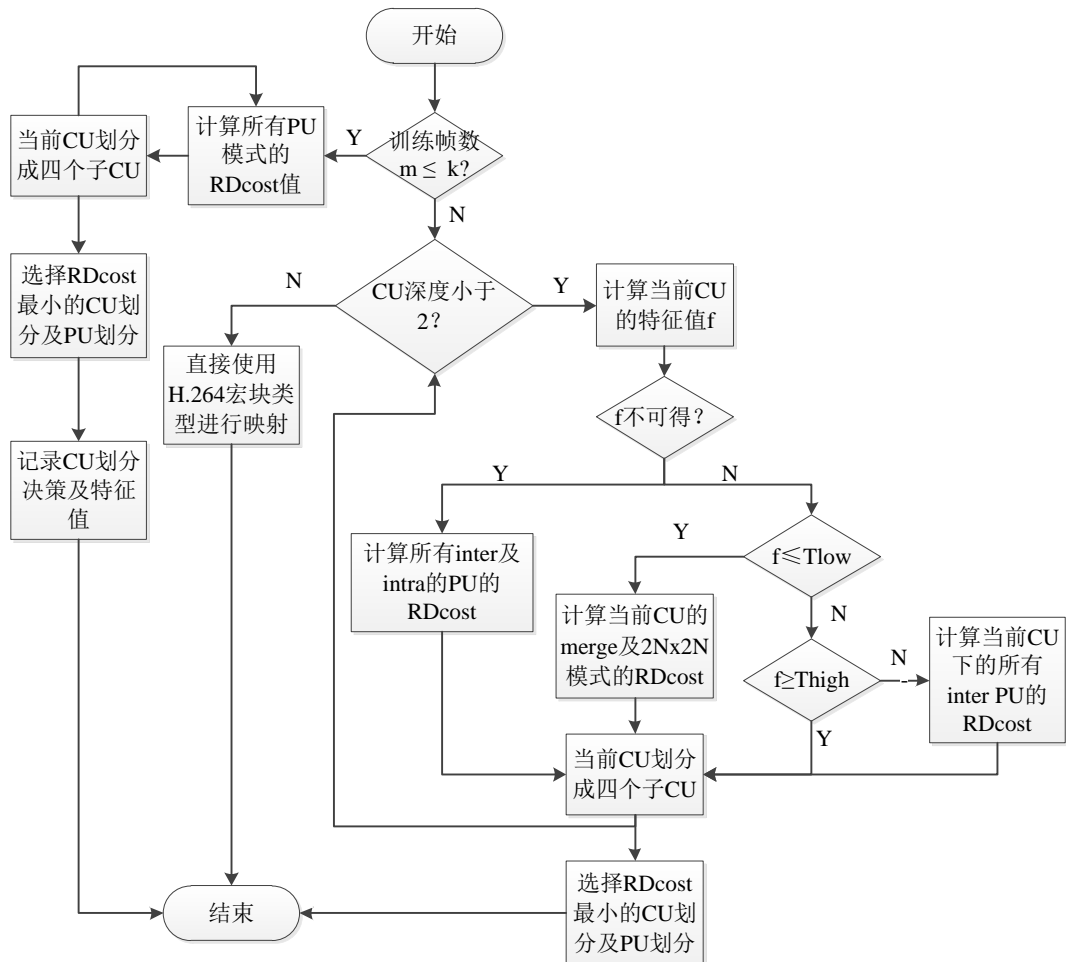 开始
训练帧数
m ≤ k?
Y
N
计算所有PU
模式的
RDcost值
当前CU划分
成四个子CU
选择RDcost
最小的CU划
分及PU划分
记录CU划分
决策及特征
值
CU深度小于
2？
N
Y
直接使用
H.264宏块类
型进行映射
计算当前CU
的特征值f
f不可得？
Y
N
计算所有inter及
intra的PU的
RDcost
f≤Tlow
Y
N
计算当前CU的
merge及2Nx2N
模式的RDcost
f≥Thigh
N
Y
计算当前CU
下的所有
inter PU的
RDcost
当前CU划分
成四个子CU
选择RDcost
最小的CU划
分及PU划分
结束